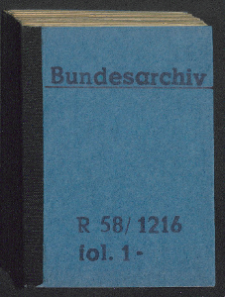 Bundesarchiv
R 58/1216
fol. 1-